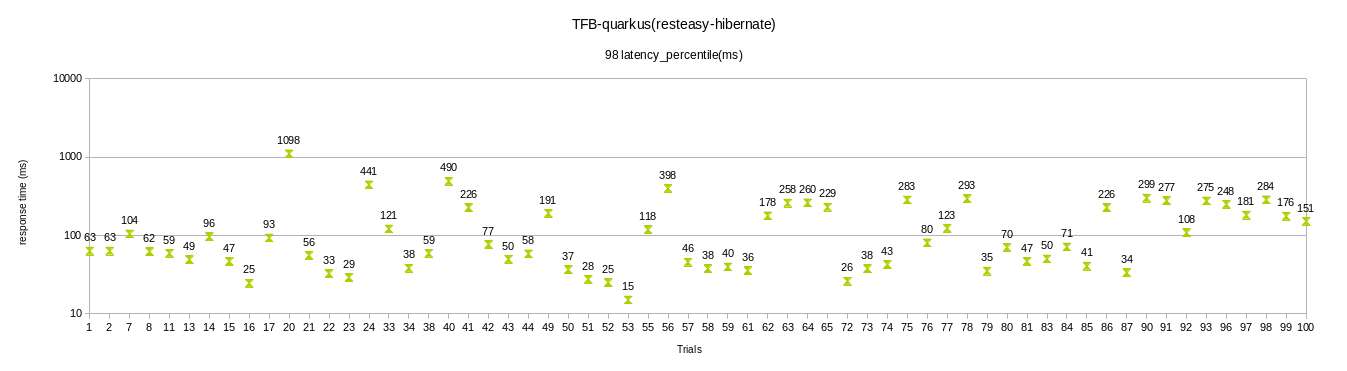 TFB-quarkus(resteasy-hibernate)
98 latency_percentile(ms)
10000
1000
100
10
response time (ms)
63 63 104 62 59 49 96 47 25 93 1098 56 33 29 441 121 38 59 490 226 77 50 58 191 37 28 25 15 118 398 46 38 40 36 178 258 260 229 26 38 43 283 80 123 293 35 70 47 50 71 41 226 34 299 277 108 275 248 181 284 176 151
1 2 7 8 11 13 14 15 16 17 20 21 22 23 24 33 34 38 40 41 42 43 44 49 50 51 52 53 55 56 57 58 59 61 62 63 64 65 72 73 74 75 76 77 78 79 80 81 83 84 85 86 87 90 91 92 93 96 97 98 99 100
Trials